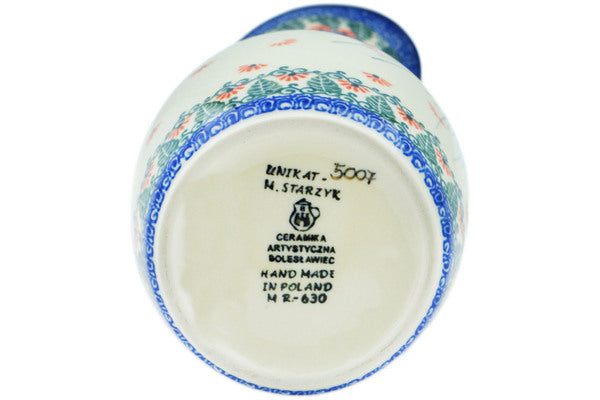 UNIKAT - 5007
M. STARZYK
CERAMIKA
ARTYSTYCZNA
BOLESŁAWIEC
HAND MADE
IN POLAND
M R.-630